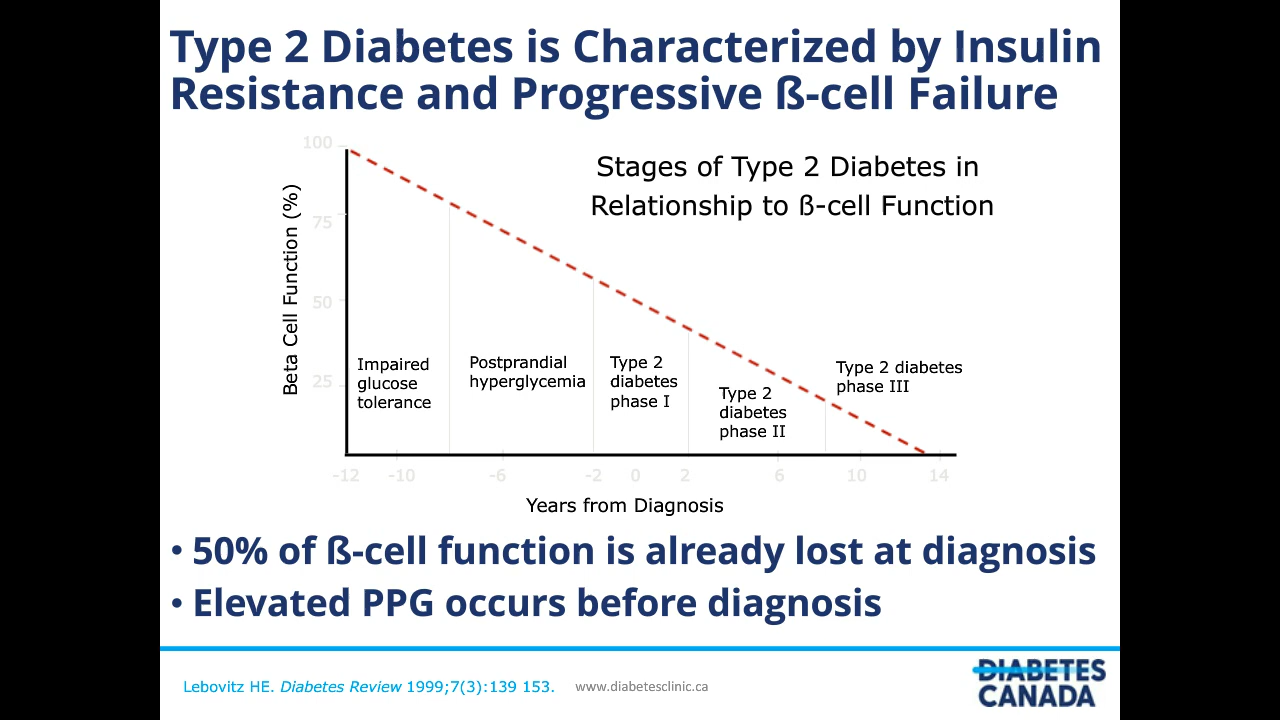 Type 2 Diabetes is Characterized by Insulin
Resistance and Progressive ß-cell Failure
Stages of Type 2 Diabetes in
Relationship to ß-cell Function
Beta Cell Function (%)
100
75
50
25
Impaired
glucose
tolerance
Postprandial
hyperglycemia
Type 2
diabetes
phase I
Type 2
diabetes
phase II
Type 2 diabetes
phase III
-12 -10 -6 -2 0 2 6 10 14
Years from Diagnosis
• 50% of ß-cell function is already lost at diagnosis
• Elevated PPG occurs before diagnosis
Lebovitz HE. Diabetes Review 1999;7(3):139 153. www.diabetesclinic.ca
DIABETES
CANADA